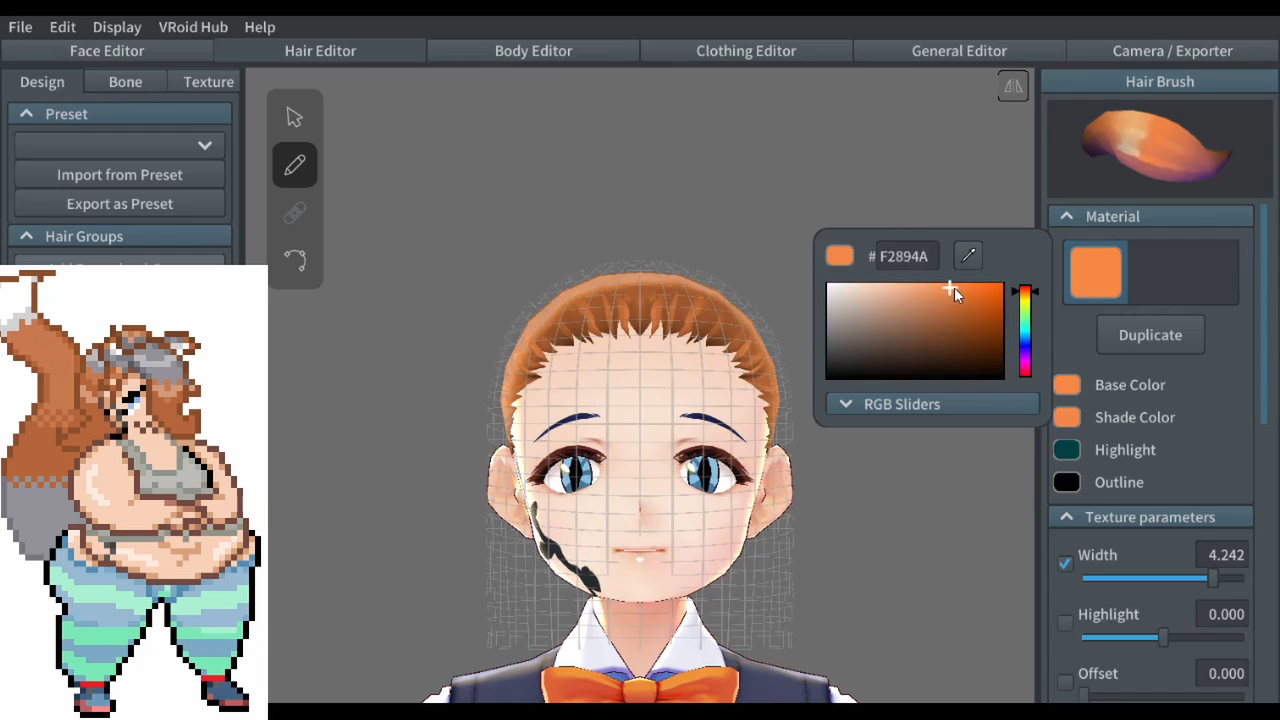 File Edit Display VRoid Hub Help
Face Editor Hair Editor Body Editor Clothing Editor General Editor Camera / Exporter
Design Bone Texture
Preset
Import from Preset
Export as Preset
Hair Groups
# F2894A
RGB Sliders
Hair Brush
Material
Duplicate
Base Color
Shade Color
Highlight
Outline
Texture parameters
Width 4.242
Highlight 0.000
Offset 0.000